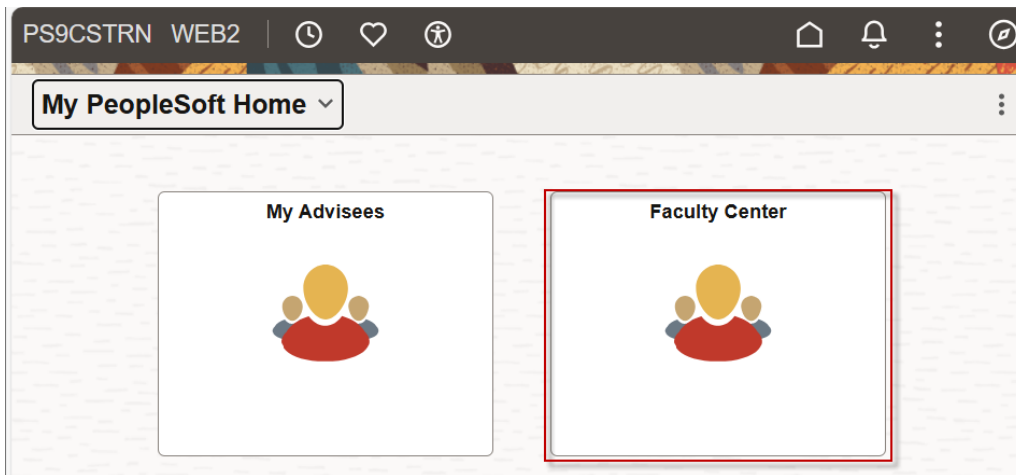 PS9CSTRN WEB2
My PeopleSoft Home
My Advisees
Faculty Center